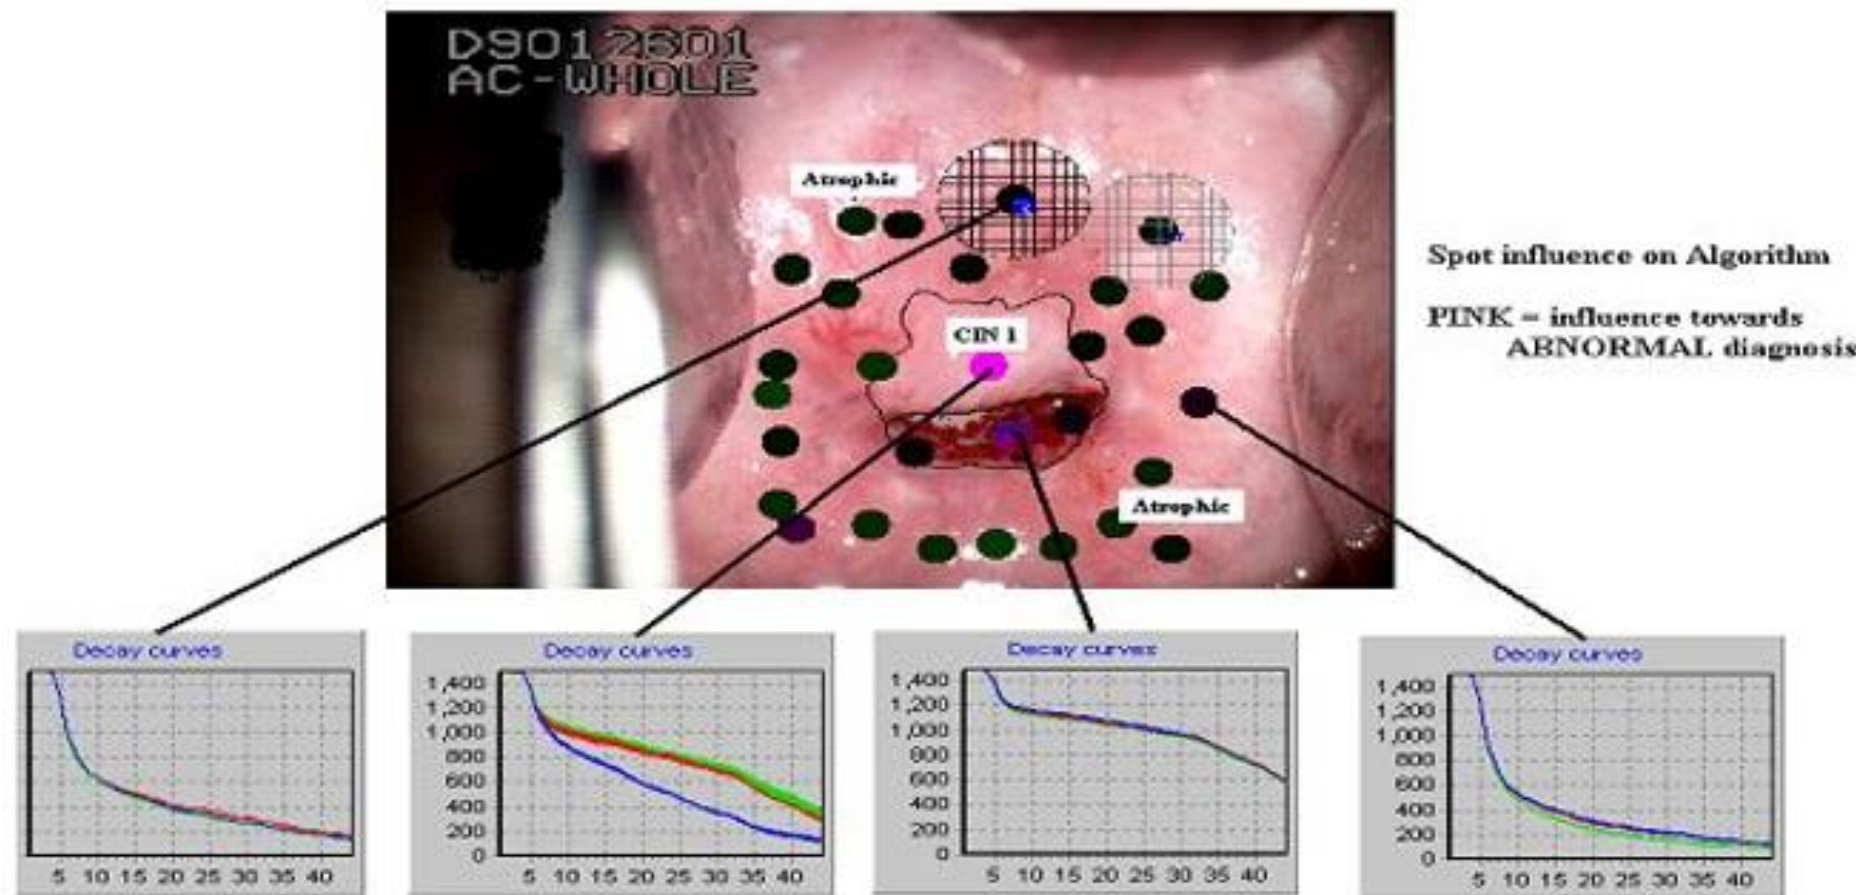 D9012601
AC-WHOLE
Atrophic
CIN 1
Atrophic
Spot influence on Algorithm
PINK = influence towards
ABNORMAL diagnosis
Decay curves
5 10 15 20 25 30 35 40
Decay curves
1,400
1,200
1,000
800
600
400
200
0
5 10 15 20 25 30 35 40
Decay curves
1,400
1,200
1,000
800
600
400
200
0
5 10 15 20 25 30 35 40
Decay curves
1,400
1,200
1,000
800
600
400
200
0
5 10 15 20 25 30 35 40